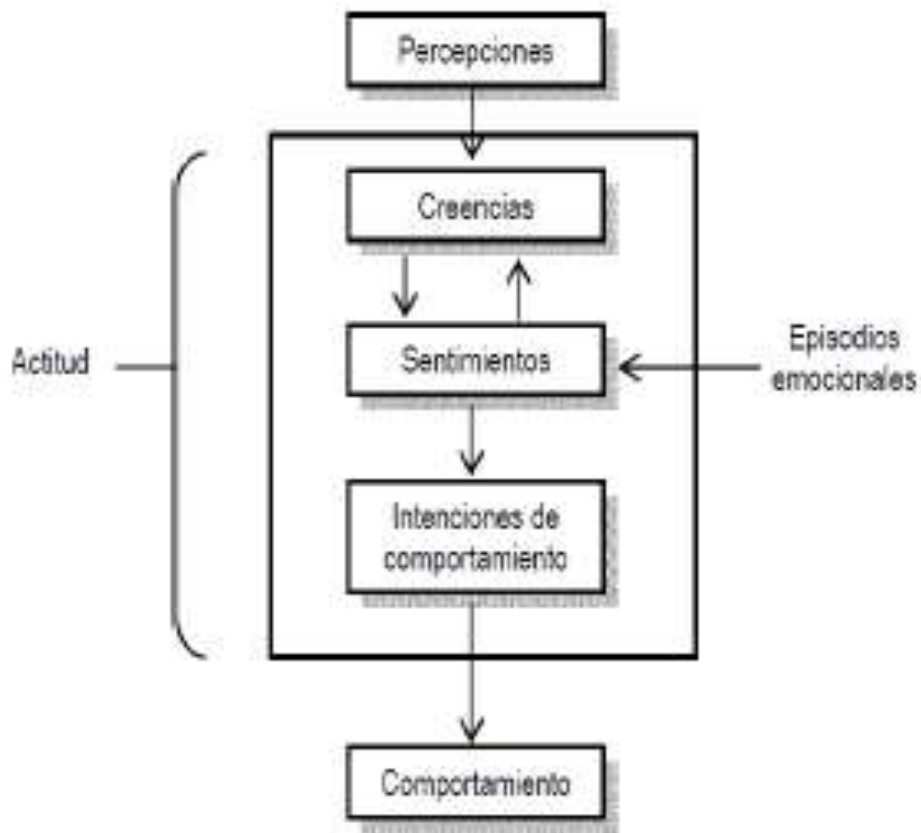 Percepciones
Creencias
Actitud
Sentimientos
Episodios
emocionales
Intenciones de
comportamiento
Comportamiento